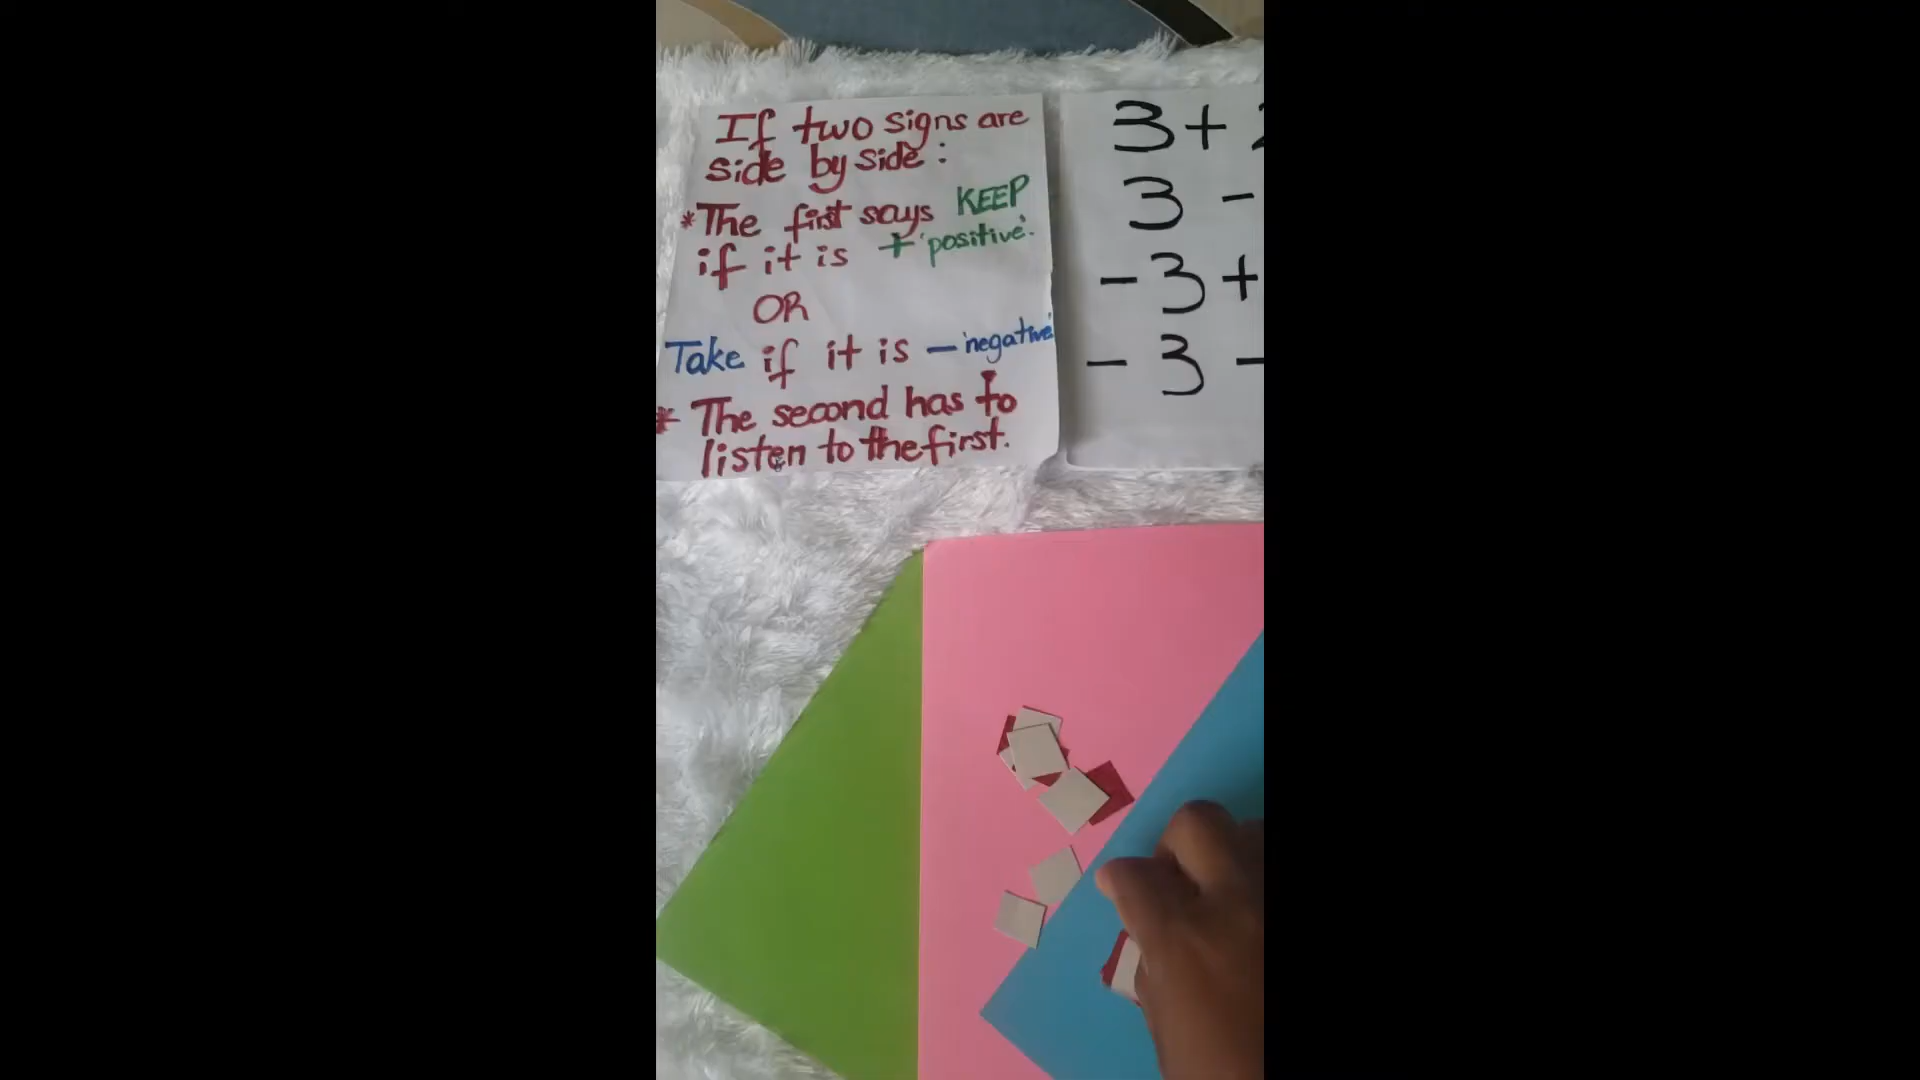 If two signs are
side by side :
*The first says KEEP
if it is + 'positive'.
OR
Take if it is — 'negative'
* The second has to
listen to the first.
3 +
3 -
- 3 +
- 3 -